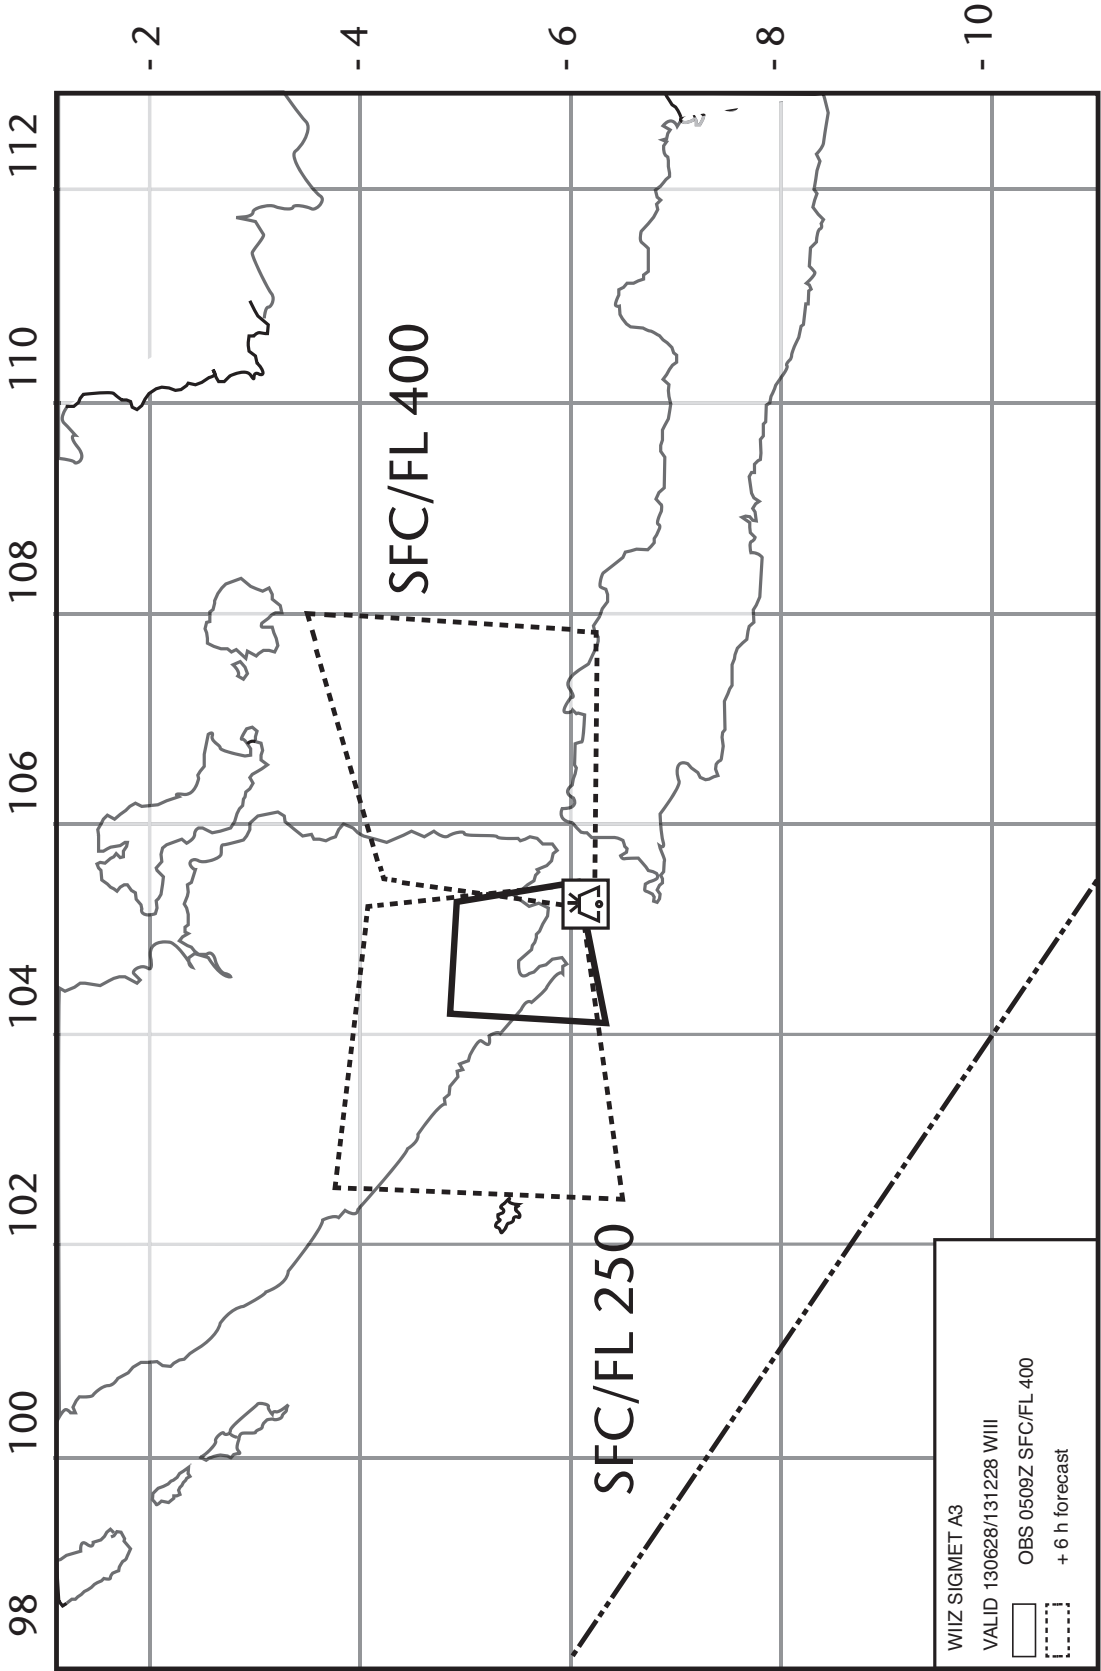 98
100
102
104
106
108
110
112
- 2
- 4
- 6
- 8
- 10
SFC/FL 400
SFC/FL 250
WIIZ SIGMET A3
VALID 130628/131228 WIII
OBS 0509Z SFC/FL 400
+ 6 h forecast